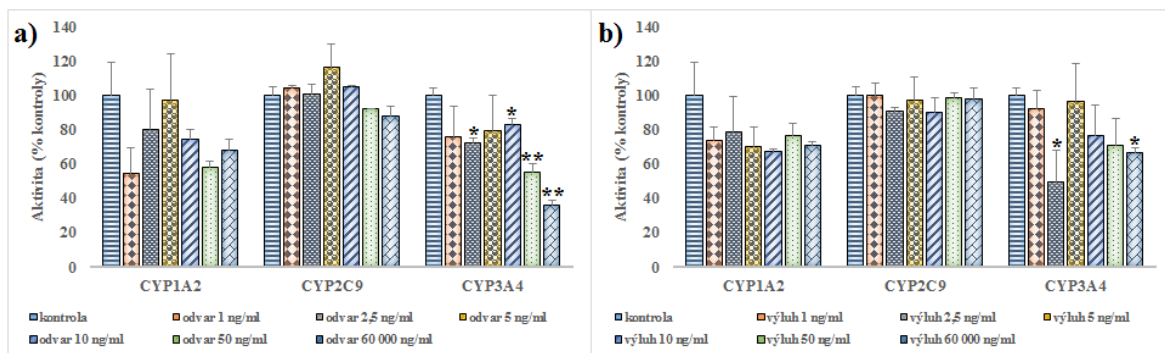 a)
Aktivita (% kontroly)
140
120
100
80
60
40
20
0
* * ** **
CYP1A2 CYP2C9 CYP3A4
kontrola odvar 1 ng/ml odvar 2,5 ng/ml odvar 5 ng/ml
odvar 10 ng/ml odvar 50 ng/ml odvar 60 000 ng/ml
b)
Aktivita (% kontroly)
140
120
100
80
60
40
20
0
* *
CYP1A2 CYP2C9 CYP3A4
kontrola výluh 1 ng/ml výluh 2,5 ng/ml výluh 5 ng/ml
výluh 10 ng/ml výluh 50 ng/ml výluh 60 000 ng/ml